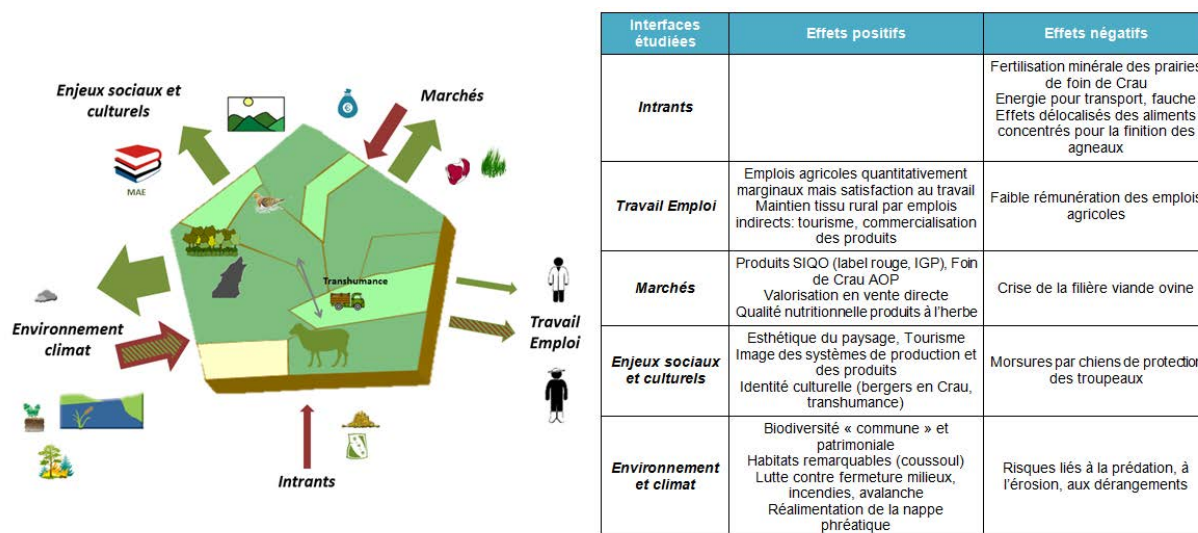 Enjeux sociaux et
culturels
Marchés
€
MAE
Transhumance
Environnement
climat
Travail
Emploi
Intrants
Interfaces
étudiées
Effets positifs
Effets négatifs
Intrants
Fertilisation minérale des prairies
de foin de Crau
Energie pour transport, fauche
Effets délocalisés des aliments
concentrés pour la finition des
agneaux
Travail Emploi
Emplois agricoles quantitativement
marginaux mais satisfaction au travail
Maintien tissu rural par emplois
indirects: tourisme, commercialisation
des produits
Faible rémunération des emplois
agricoles
Marchés
Produits SIQO (label rouge, IGP), Foin
de Crau AOP
Valorisation en vente directe
Qualité nutritionnelle produits à l'herbe
Crise de la filière viande ovine
Enjeux sociaux
et culturels
Esthétique du paysage, Tourisme
Image des systèmes de production et
des produits
Identité culturelle (bergers en Crau,
transhumance)
Morsures par chiens de protection
des troupeaux
Environnement
et climat
Biodiversité « commune » et
patrimoniale
Habitats remarquables (coussoul)
Lutte contre fermeture milieux,
incendies, avalanche
Réalimentation de la nappe
phréatique
Risques liés à la prédation, à
l'érosion, aux dérangements